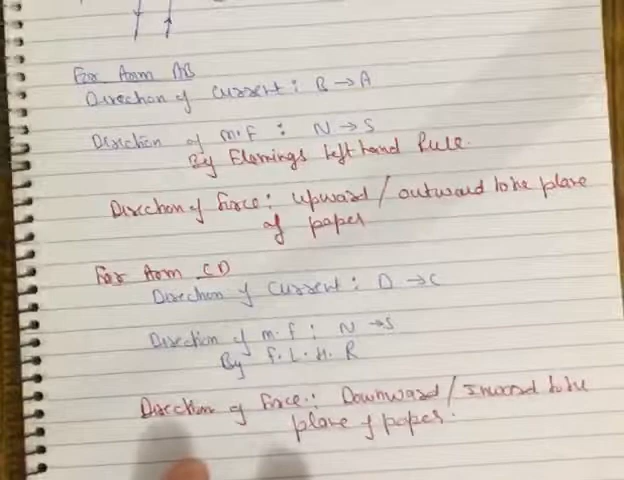 For Arm AB
Direction of current : B → A
Direction of m.f : N → S
By Flemings left hand Rule.
Direction of Force : upward / outward to the plane
of paper
For Arm CD
Direction of current : D → C
Direction of m.f : N → S
By F. L. H. R
Direction of Force : Downward / Inward to the
plane of paper.